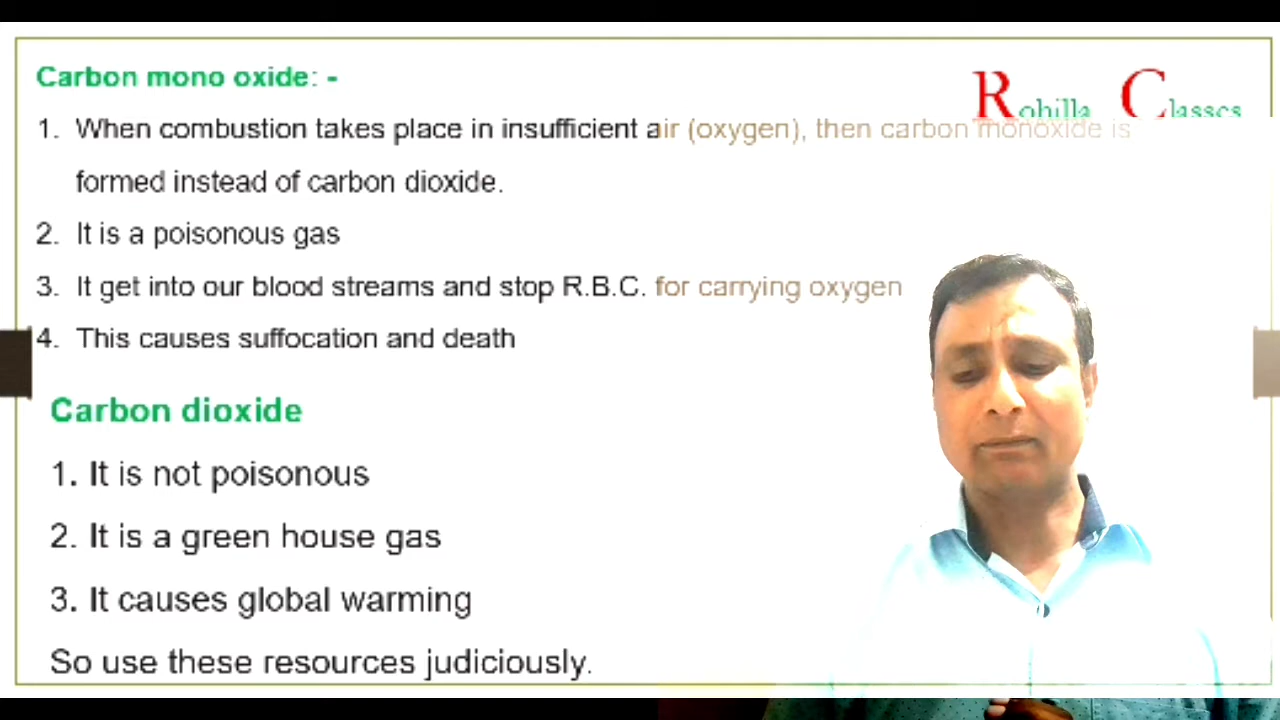 Carbon mono oxide: -
Rohilla Classes
1. When combustion takes place in insufficient air (oxygen), then carbon monoxide is
formed instead of carbon dioxide.
2. It is a poisonous gas
3. It get into our blood streams and stop R.B.C. for carrying oxygen
4. This causes suffocation and death
Carbon dioxide
1. It is not poisonous
2. It is a green house gas
3. It causes global warming
So use these resources judiciously.